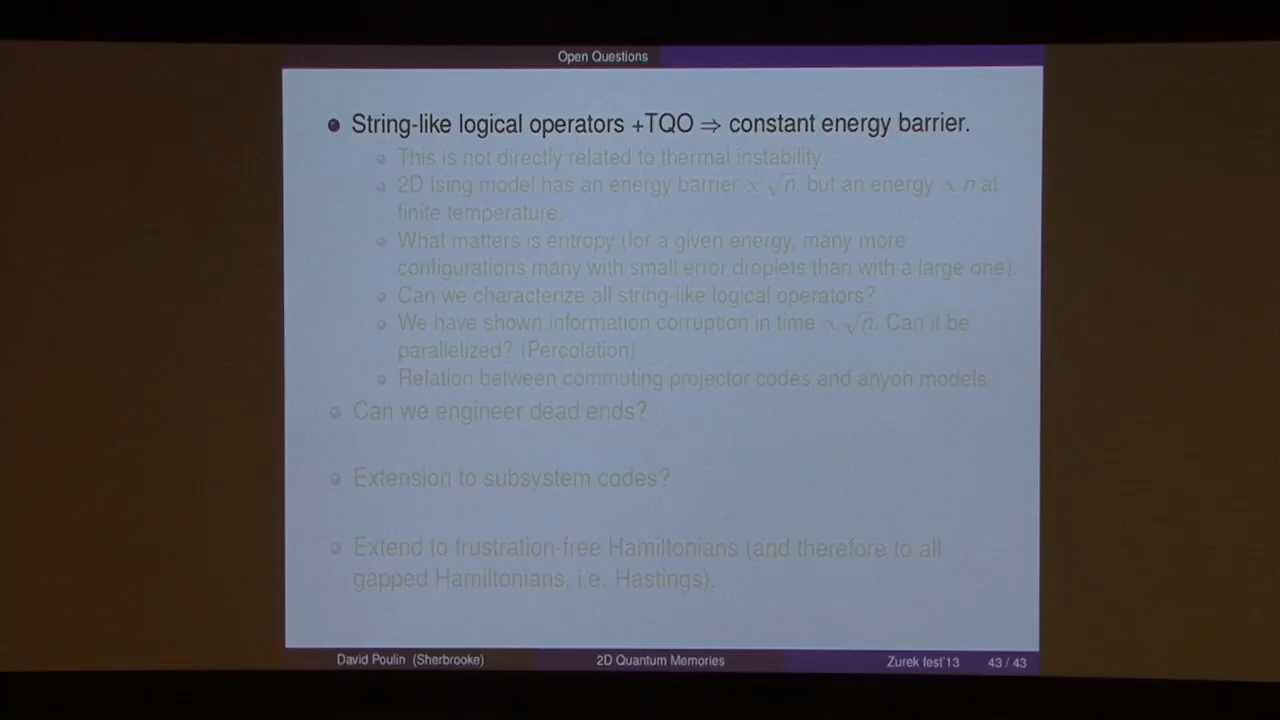 Open Questions
String-like logical operators +TQO ⇒ constant energy barrier.
This is not directly related to thermal instability.
2D Ising model has an energy barrier ∝ √n, but an energy ∝ n at
finite temperature.
What matters is entropy (for a given energy, many more
configurations many with small error droplets than with a large one).
Can we characterize all string-like logical operators?
We have shown information corruption in time ∝ √n. Can it be
parallelized? (Percolation)
Relation between commuting projector codes and anyon models
Can we engineer dead ends?
Extension to subsystem codes?
Extend to frustration-free Hamiltonians (and therefore to all
gapped Hamiltonians, i.e. Hastings).
David Poulin (Sherbrooke) 2D Quantum Memories Zurek fest'13 43 / 43